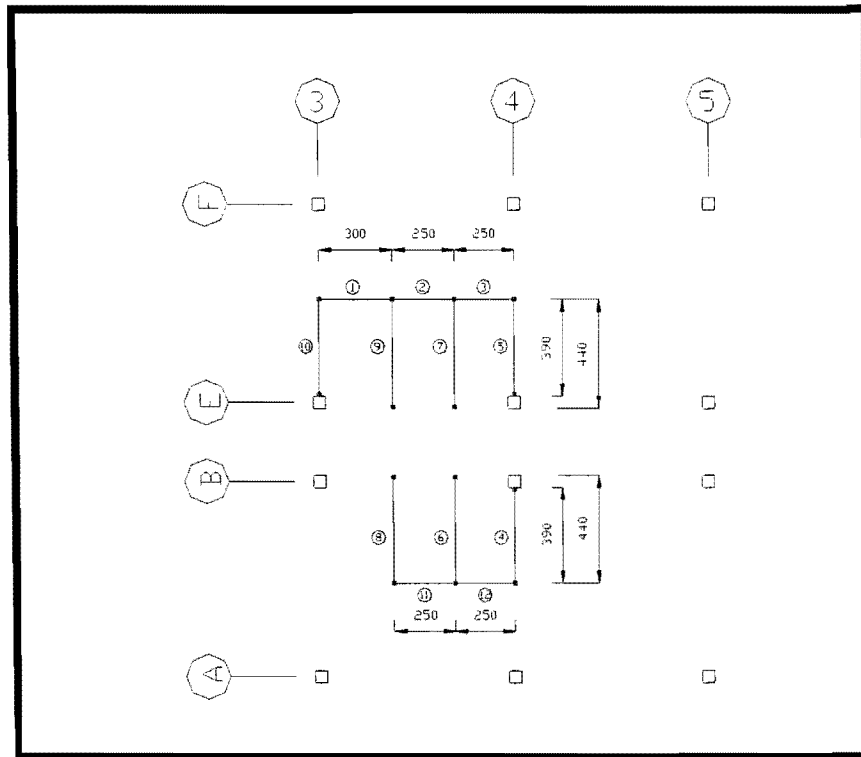 3 4 5
F
300 250 250
① ② ③
⑩ ⑨ ⑦ ⑤ 390 440
E
B
⑧ ⑥ ④ 390 440
⑪ ⑫
250 250
A